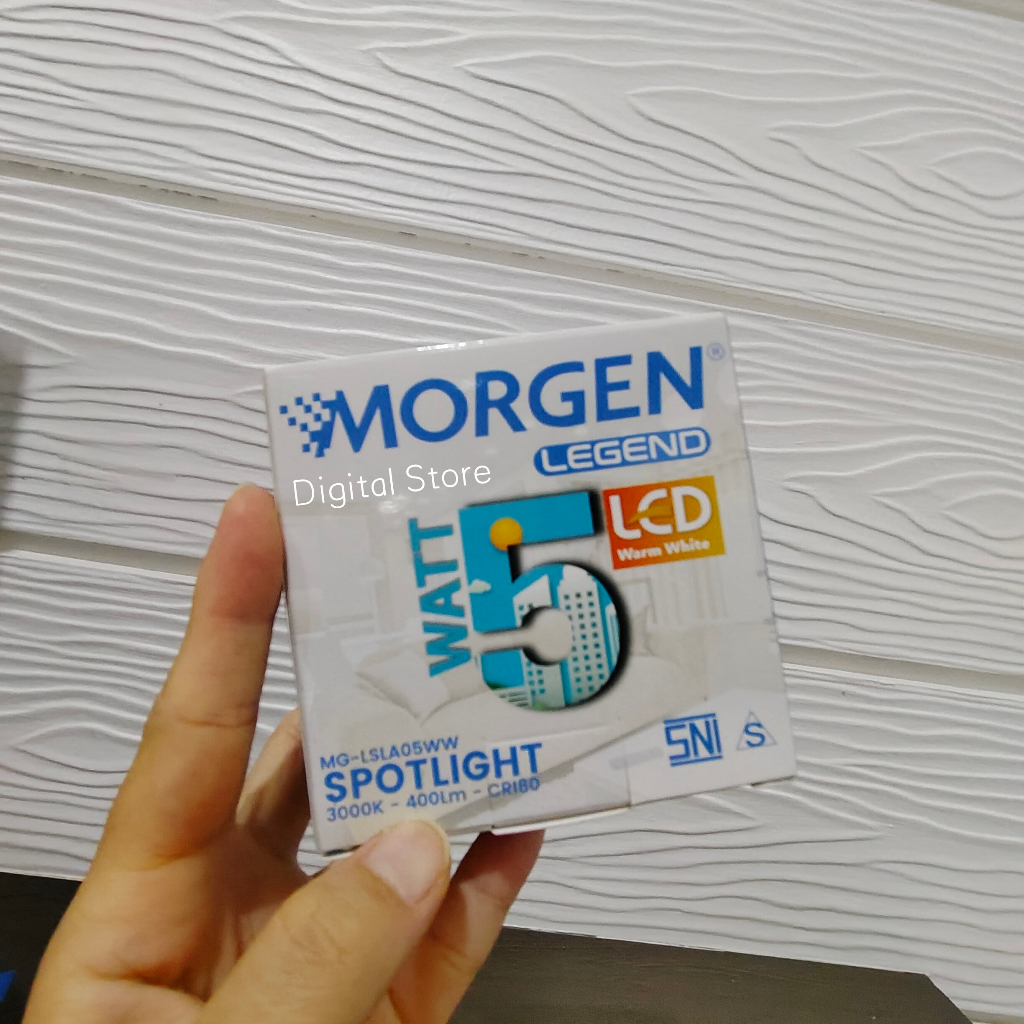 MORGEN®
LEGEND
Digital Store
WATT
5
LCD
Warm White
MG-LSLA05WW
SPOTLIGHT
3000K - 400Lm - CRI80
SNI
S